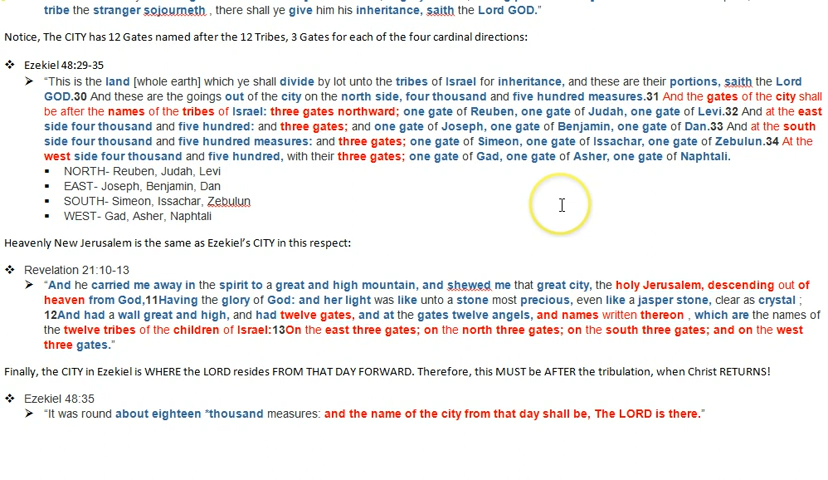 tribe the stranger sojourneth , there shall ye give him his inheritance, saith the Lord GOD.”
Notice, The CITY has 12 Gates named after the 12 Tribes, 3 Gates for each of the four cardinal directions:
❖ Ezekiel 48:29-35
➤ “This is the land [whole earth] which ye shall divide by lot unto the tribes of Israel for inheritance, and these are their portions, saith the Lord
GOD.30 And these are the goings out of the city on the north side, four thousand and five hundred measures.31 And the gates of the city shall
be after the names of the tribes of Israel: three gates northward; one gate of Reuben, one gate of Judah, one gate of Levi.32 And at the east
side four thousand and five hundred: and three gates; and one gate of Joseph, one gate of Benjamin, one gate of Dan.33 And at the south
side four thousand and five hundred measures: and three gates; one gate of Simeon, one gate of Issachar, one gate of Zebulun.34 At the
west side four thousand and five hundred, with their three gates; one gate of Gad, one gate of Asher, one gate of Naphtali.
▪ NORTH- Reuben, Judah, Levi
▪ EAST- Joseph, Benjamin, Dan
▪ SOUTH- Simeon, Issachar, Zebulun
▪ WEST- Gad, Asher, Naphtali
Heavenly New Jerusalem is the same as Ezekiel’s CITY in this respect:
❖ Revelation 21:10-13
➤ “And he carried me away in the spirit to a great and high mountain, and shewed me that great city, the holy Jerusalem, descending out of
heaven from God,11Having the glory of God: and her light was like unto a stone most precious, even like a jasper stone, clear as crystal ;
12And had a wall great and high, and had twelve gates, and at the gates twelve angels, and names written thereon , which are the names of
the twelve tribes of the children of Israel:13On the east three gates; on the north three gates; on the south three gates; and on the west
three gates.”
Finally, the CITY in Ezekiel is WHERE the LORD resides FROM THAT DAY FORWARD. Therefore, this MUST be AFTER the tribulation, when Christ RETURNS!
❖ Ezekiel 48:35
➤ “It was round about eighteen *thousand measures: and the name of the city from that day shall be, The LORD is there.”